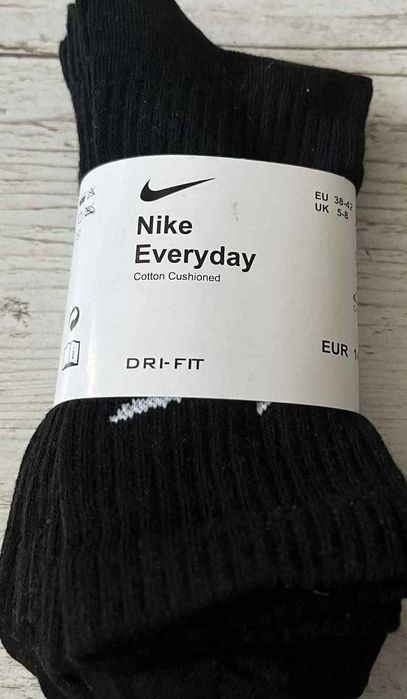 EU 38-42
UK 5-8
Nike
Everyday
Cotton Cushioned
DRI-FIT
EUR